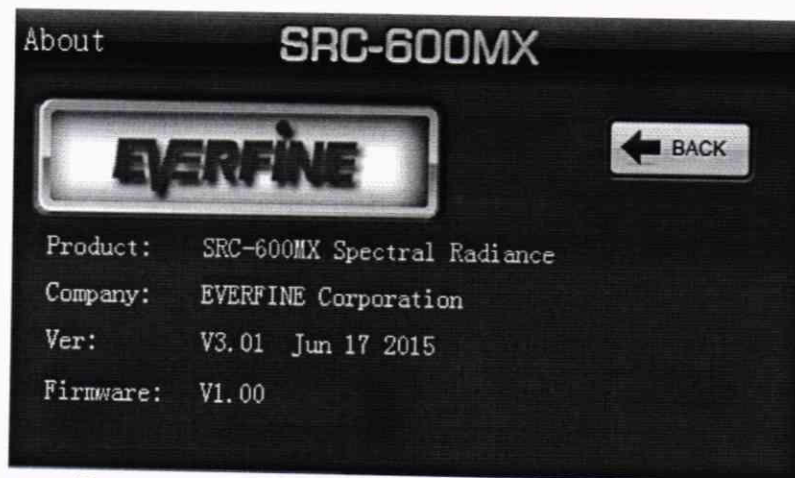 About
SRC-600MX
EVERFINE
BACK
Product: SRC-600MX Spectral Radiance
Company: EVERFINE Corporation
Ver: V3.01 Jun 17 2015
Firmware: V1.00